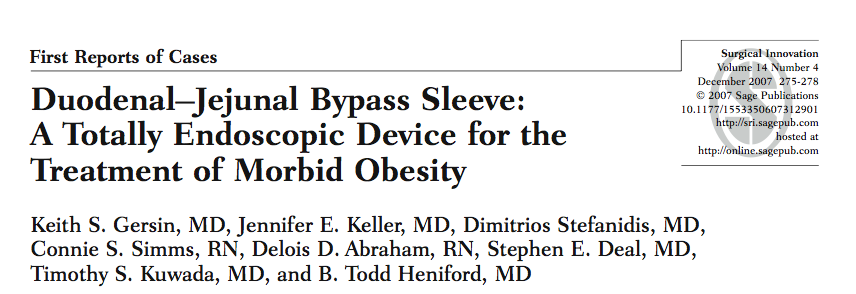 First Reports of Cases
Surgical Innovation
Volume 14 Number 4
December 2007 275-278
© 2007 Sage Publications
10.1177/1553350607312901
http://sri.sagepub.com
hosted at
http://online.sagepub.com
Duodenal–Jejunal Bypass Sleeve:
A Totally Endoscopic Device for the
Treatment of Morbid Obesity
Keith S. Gersin, MD, Jennifer E. Keller, MD, Dimitrios Stefanidis, MD,
Connie S. Simms, RN, Delois D. Abraham, RN, Stephen E. Deal, MD,
Timothy S. Kuwada, MD, and B. Todd Heniford, MD